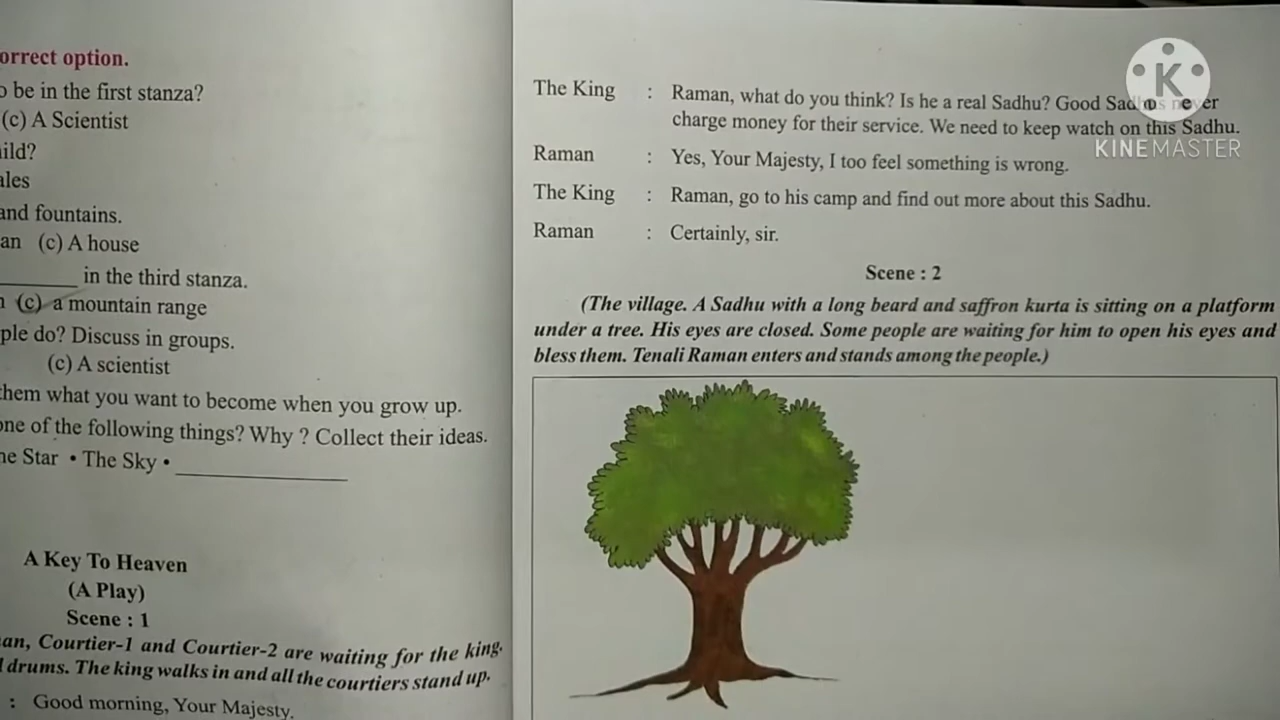 orrect option.
o be in the first stanza?
(c) A Scientist
ild?
ales
and fountains.
an (c) A house
________ in the third stanza.
(c) a mountain range
ple do? Discuss in groups.
(c) A scientist
them what you want to become when you grow up.
one of the following things? Why ? Collect their ideas.
he Star • The Sky • ________________
A Key To Heaven
(A Play)
Scene : 1
an, Courtier-1 and Courtier-2 are waiting for the king.
drums. The king walks in and all the courtiers stand up.
: Good morning, Your Majesty.
The King : Raman, what do you think? Is he a real Sadhu? Good Sadhus never
charge money for their service. We need to keep watch on this Sadhu.
Raman : Yes, Your Majesty, I too feel something is wrong.
The King : Raman, go to his camp and find out more about this Sadhu.
Raman : Certainly, sir.
Scene : 2
(The village. A Sadhu with a long beard and saffron kurta is sitting on a platform
under a tree. His eyes are closed. Some people are waiting for him to open his eyes and
bless them. Tenali Raman enters and stands among the people.)
K
KINEMASTER